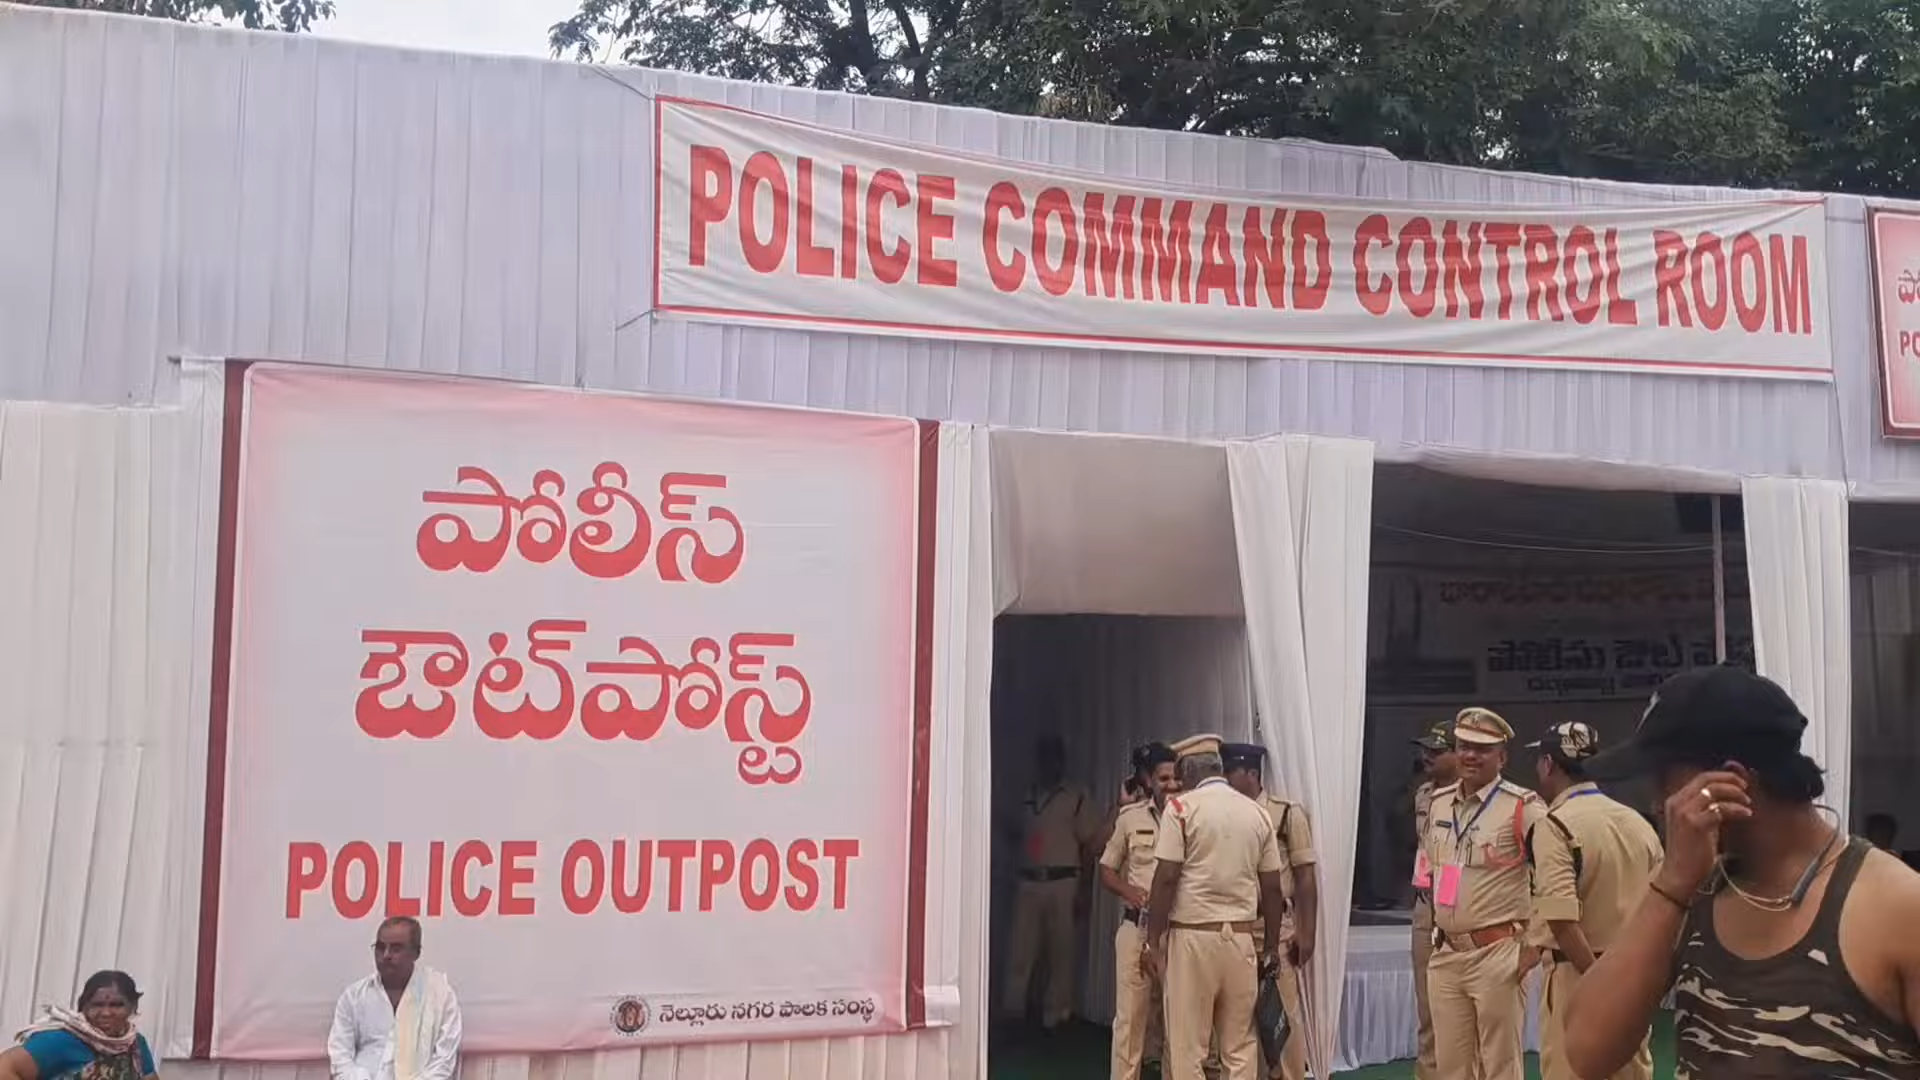 POLICE COMMAND CONTROL ROOM
పోలీస్
ఔట్‌పోస్ట్
POLICE OUTPOST
నెల్లూరు నగర పాలక సంస్థ